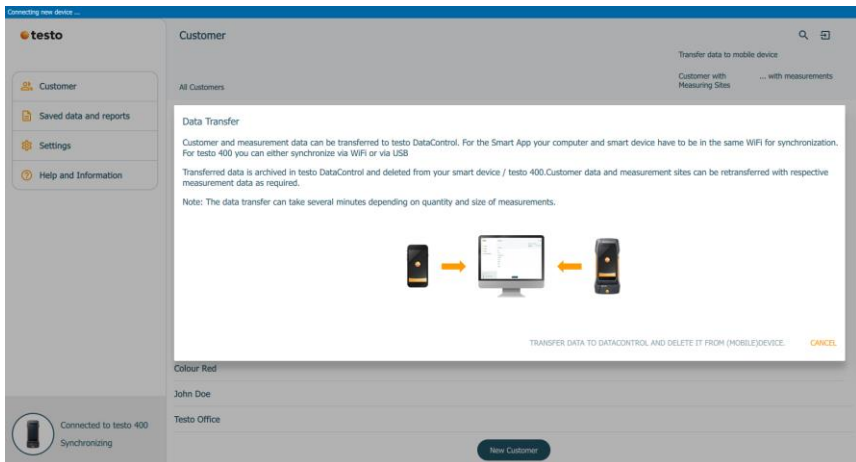 Connecting new device ...
testo
Customer
Transfer data to mobile device
Customer with
Measuring Sites
... with measurements
Customer
Saved data and reports
Settings
Help and Information
All Customers
Data Transfer
Customer and measurement data can be transferred to testo DataControl. For the Smart App your computer and smart device have to be in the same WiFi for synchronization.
For testo 400 you can either synchronize via WiFi or via USB
Transferred data is archived in testo DataControl and deleted from your smart device / testo 400.Customer data and measurement sites can be retransferred with respective
measurement data as required.
Note: The data transfer can take several minutes depending on quantity and size of measurements.
TRANSFER DATA TO DATACONTROL AND DELETE IT FROM (MOBILE)DEVICE.
CANCEL
Colour Red
John Doe
Testo Office
Connected to testo 400
Synchronizing
New Customer